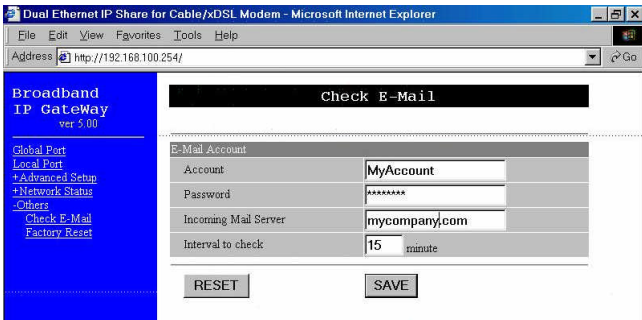 Dual Ethernet IP Share for Cable/xDSL Modem - Microsoft Internet Explorer
File Edit View Favorites Tools Help
Address http://192.168.100.254/ Go
Broadband
IP GateWay
ver 5.00
Global Port
Local Port
+Advanced Setup
+Network Status
-Others
Check E-Mail
Factory Reset
Check E-Mail
E-Mail Account
Account MyAccount
Password ********
Incoming Mail Server mycompany.com
Interval to check 15 minute
RESET SAVE